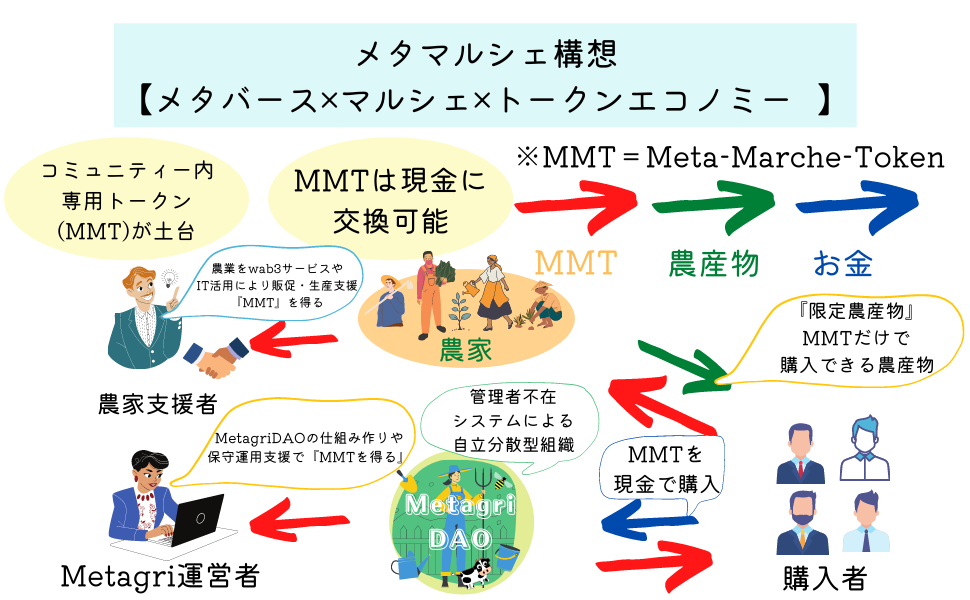 メタマルシェ構想
【メタバース×マルシェ×トークンエコノミー 】
コミュニティー内
専用トークン
(MMT)が土台
MMTは現金に
交換可能
※MMT＝Meta-Marche-Token
MMT
農産物
お金
農業をwab3サービスや
IT活用により販促・生産支援
『MMT』を得る
農家
『限定農産物』
MMTだけで
購入できる農産物
農家支援者
管理者不在
システムによる
自立分散型組織
MetagriDAOの仕組み作りや
保守運用支援で『MMTを得る』
MMTを
現金で購入
Metagri
DAO
Metagri運営者
購入者